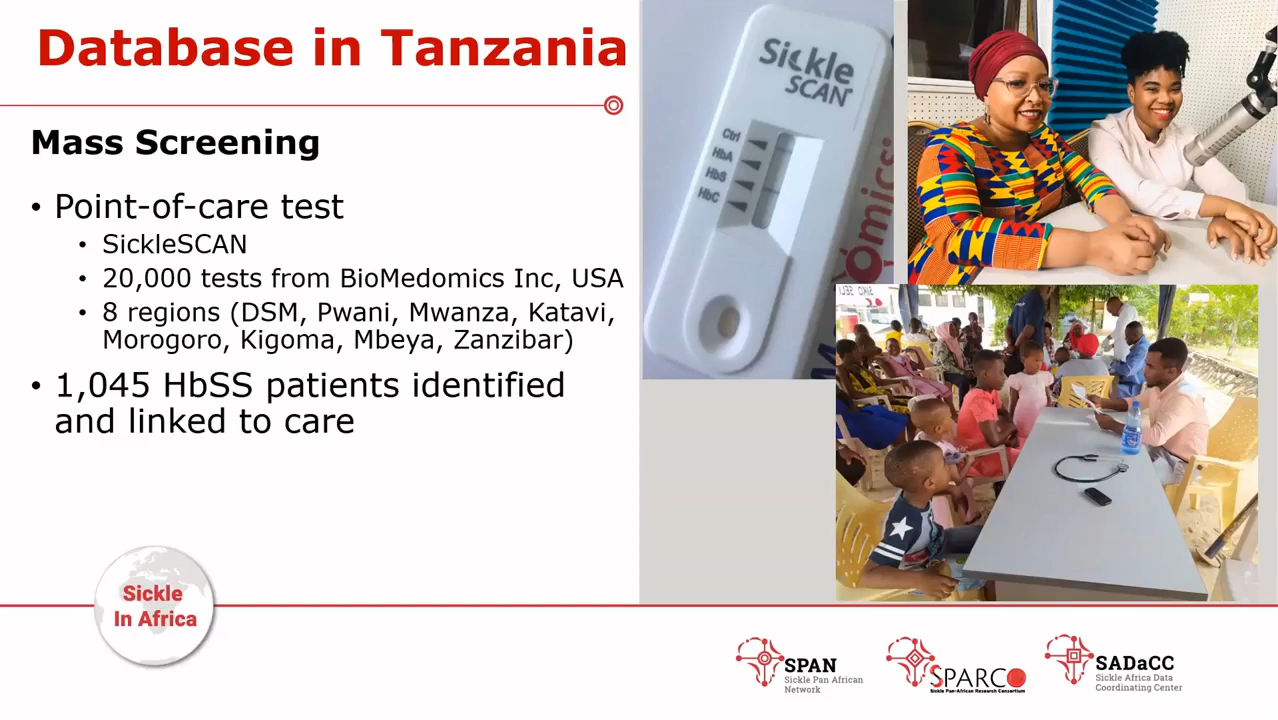 Database in Tanzania
Mass Screening
• Point-of-care test
• SickleSCAN
• 20,000 tests from BioMedomics Inc, USA
• 8 regions (DSM, Pwani, Mwanza, Katavi,
Morogoro, Kigoma, Mbeya, Zanzibar)
• 1,045 HbSS patients identified
and linked to care
Sickle
SCAN
Ctrl
HbA
HbS
HbC
Sickle
In Africa
SPAN
Sickle Pan African
Network
SPARCO
Sickle Pan-African Research Consortium
SADaCC
Sickle Africa Data
Coordinating Center